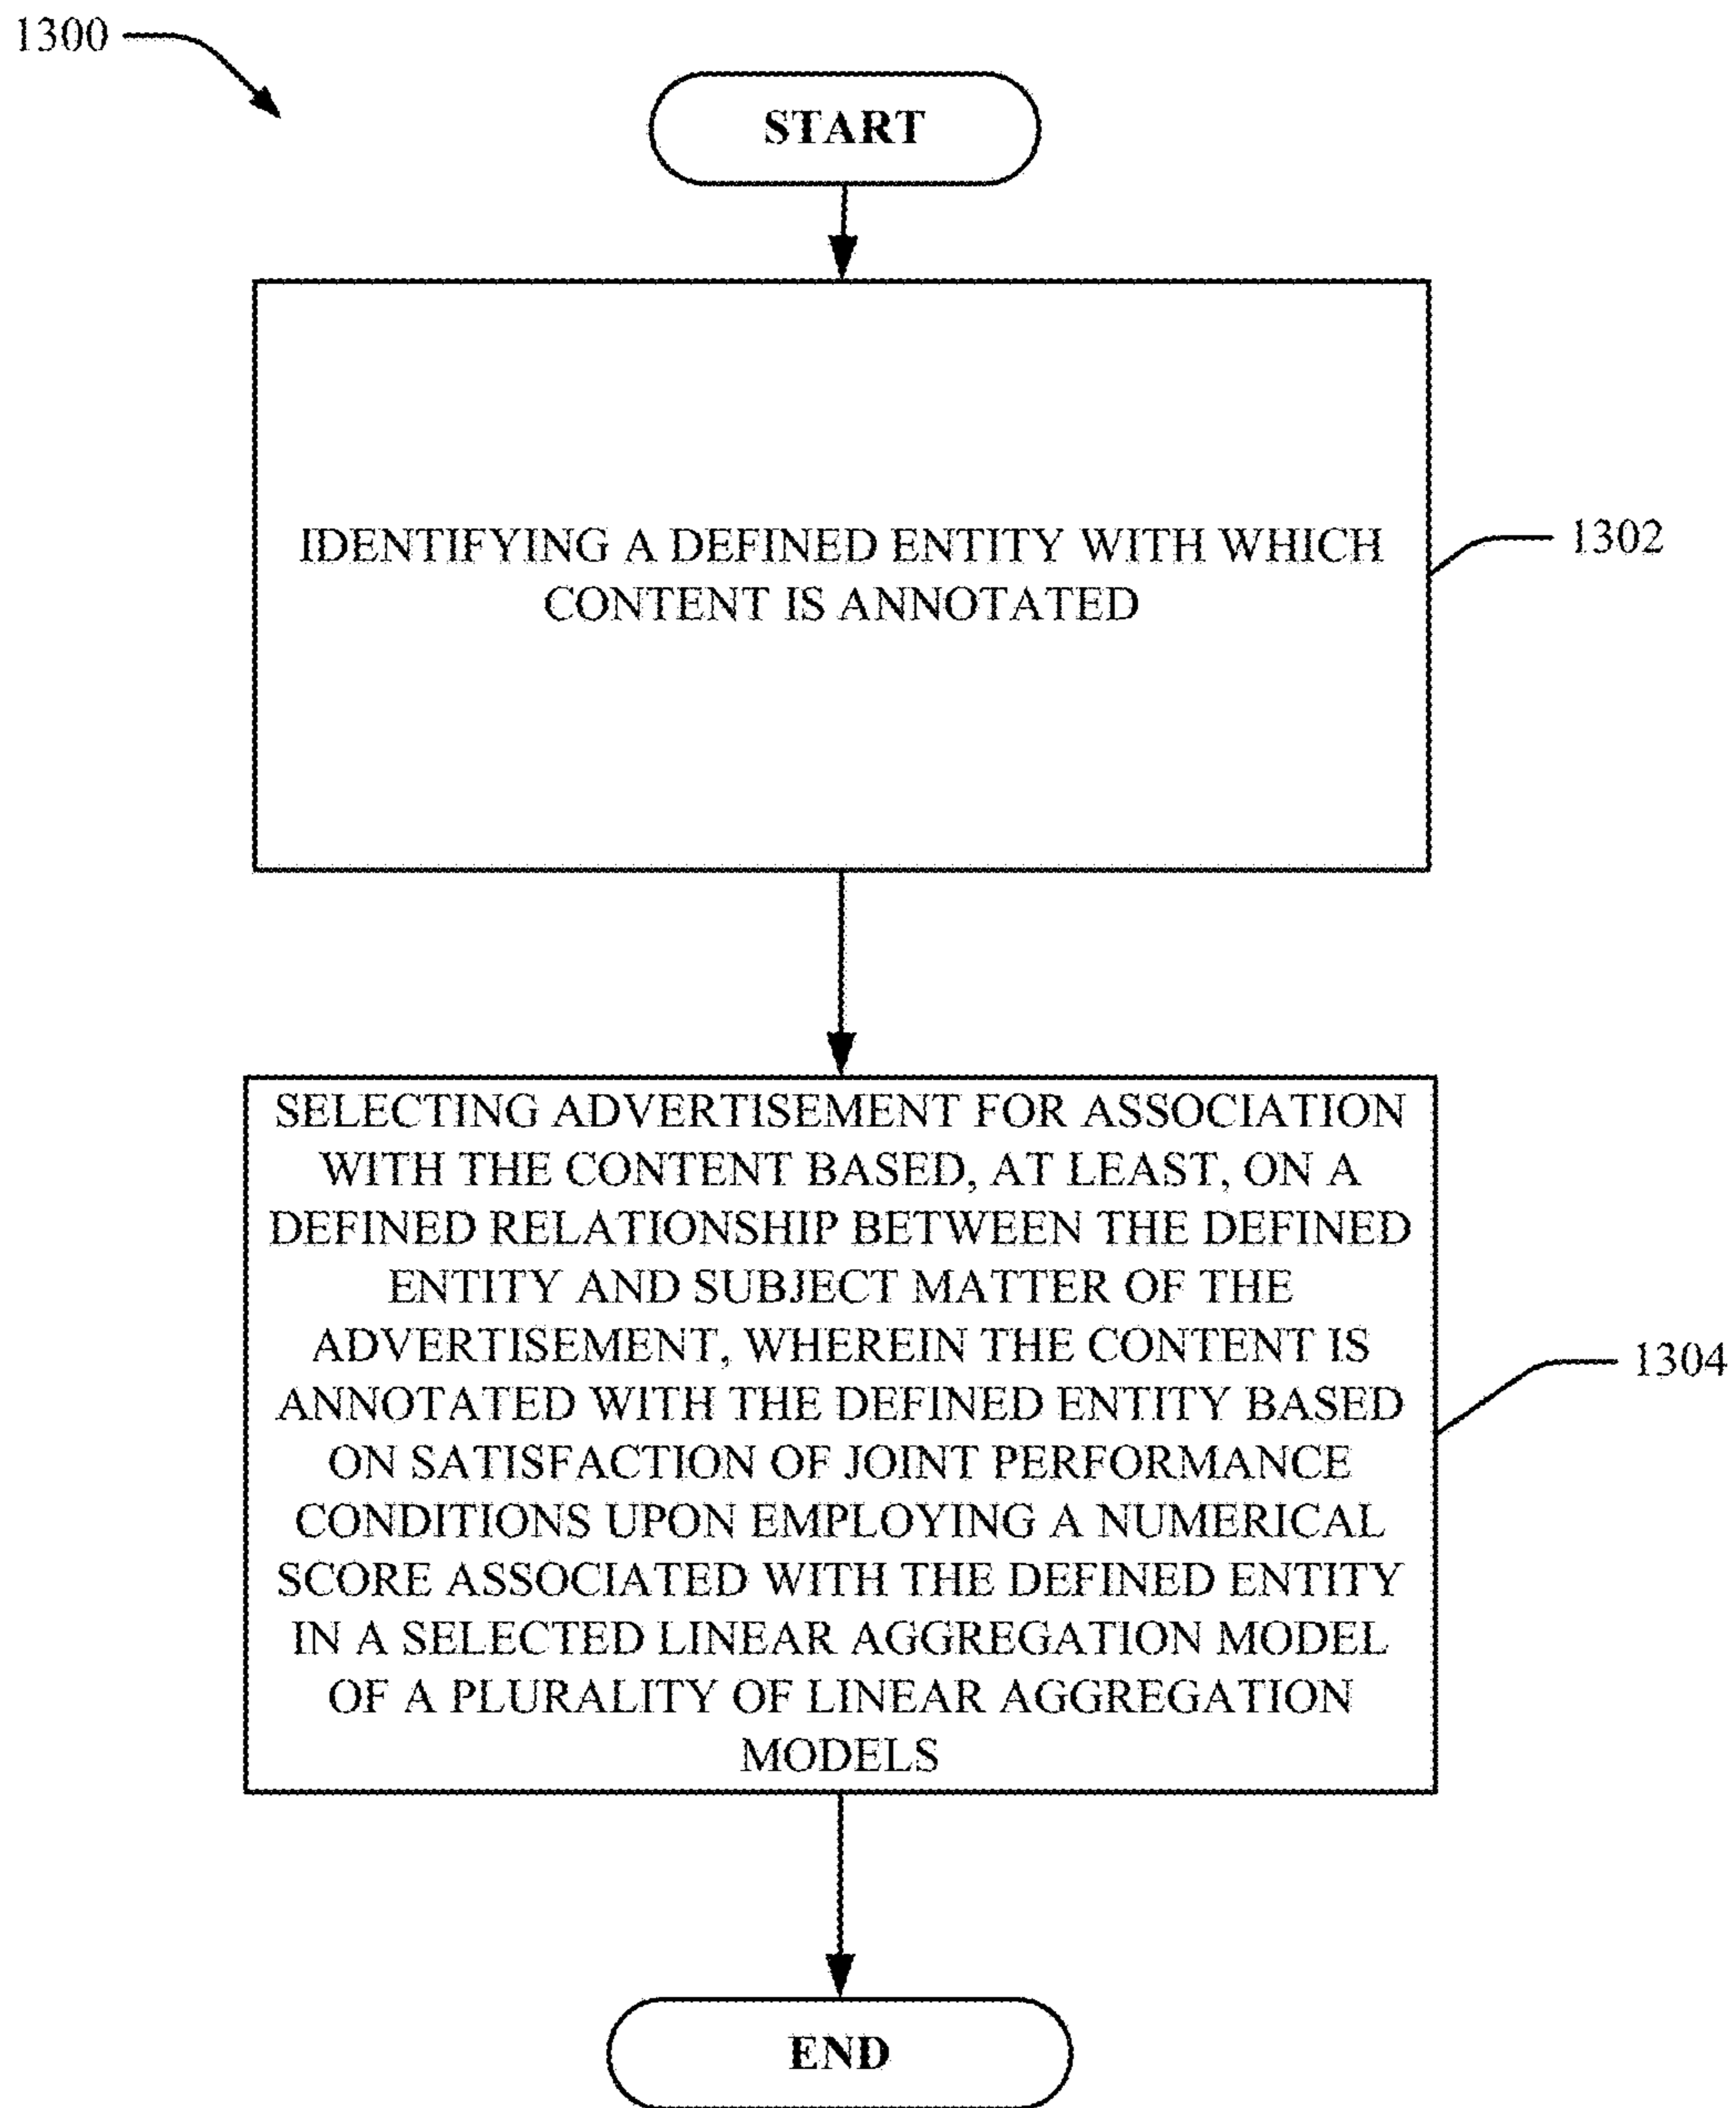 1300
START
IDENTIFYING A DEFINED ENTITY WITH WHICH
CONTENT IS ANNOTATED
1302
SELECTING ADVERTISEMENT FOR ASSOCIATION
WITH THE CONTENT BASED, AT LEAST, ON A
DEFINED RELATIONSHIP BETWEEN THE DEFINED
ENTITY AND SUBJECT MATTER OF THE
ADVERTISEMENT, WHEREIN THE CONTENT IS
ANNOTATED WITH THE DEFINED ENTITY BASED
ON SATISFACTION OF JOINT PERFORMANCE
CONDITIONS UPON EMPLOYING A NUMERICAL
SCORE ASSOCIATED WITH THE DEFINED ENTITY
IN A SELECTED LINEAR AGGREGATION MODEL
OF A PLURALITY OF LINEAR AGGREGATION
MODELS
1304
END